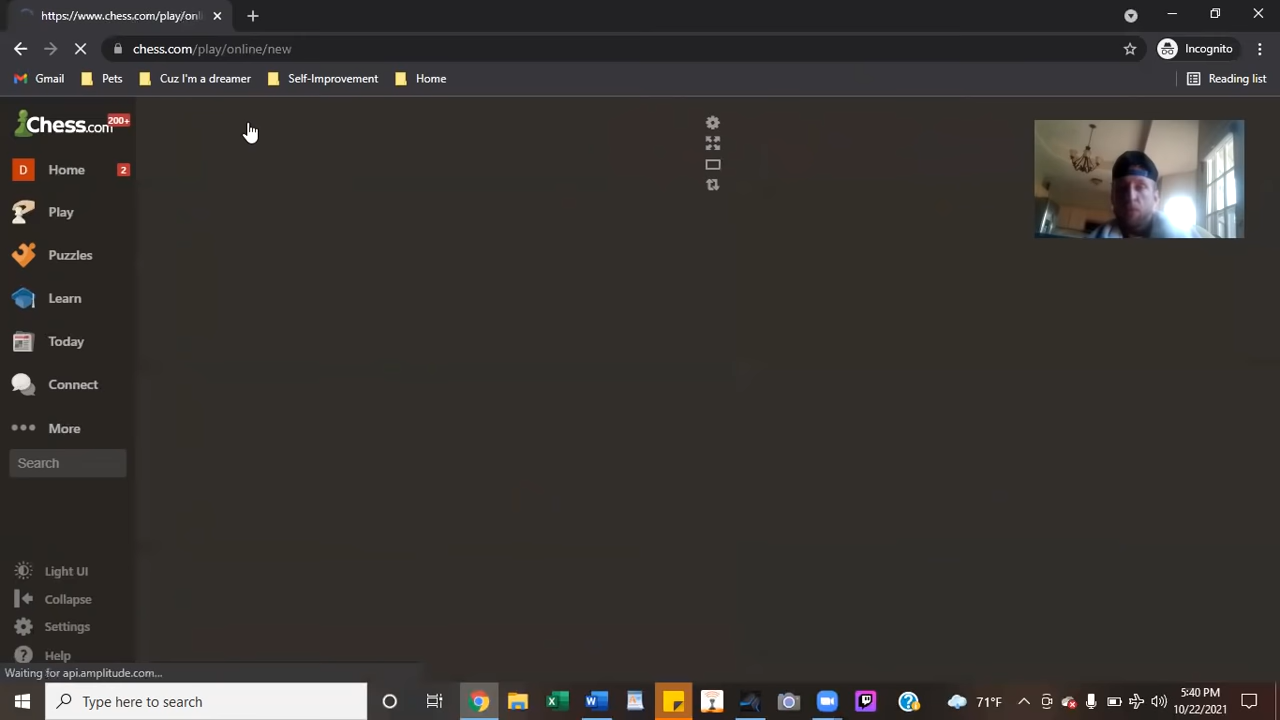 https://www.chess.com/play/onl
chess.com/play/online/new
Incognito
Gmail
Pets
Cuz I'm a dreamer
Self-Improvement
Home
Reading list
Chess.com
200+
D
Home
2
Play
Puzzles
Learn
Today
Connect
More
Search
Light UI
Collapse
Settings
Help
Waiting for api.amplitude.com...
Type here to search
71°F
5:40 PM
10/22/2021